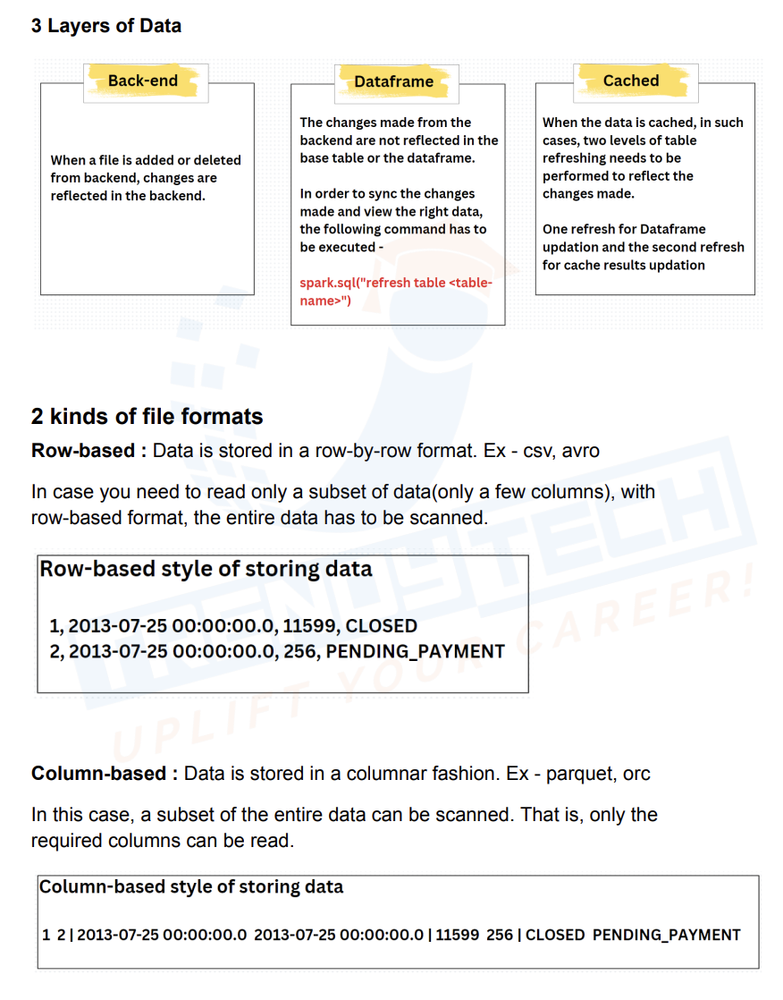 3 Layers of Data
Back-end
When a file is added or deleted
from backend, changes are
reflected in the backend.
Dataframe
The changes made from the
backend are not reflected in the
base table or the dataframe.
In order to sync the changes
made and view the right data,
the following command has to
be executed -
spark.sql("refresh table <table-
name>")
Cached
When the data is cached, in such
cases, two levels of table
refreshing needs to be
performed to reflect the
changes made.
One refresh for Dataframe
updation and the second refresh
for cache results updation
2 kinds of file formats
Row-based : Data is stored in a row-by-row format. Ex - csv, avro
In case you need to read only a subset of data(only a few columns), with
row-based format, the entire data has to be scanned.
Row-based style of storing data
1, 2013-07-25 00:00:00.0, 11599, CLOSED
2, 2013-07-25 00:00:00.0, 256, PENDING_PAYMENT
TRENDYTECH
UPLIFT YOUR CAREER!
Column-based : Data is stored in a columnar fashion. Ex - parquet, orc
In this case, a subset of the entire data can be scanned. That is, only the
required columns can be read.
Column-based style of storing data
1 2 | 2013-07-25 00:00:00.0 2013-07-25 00:00:00.0 | 11599 256 | CLOSED PENDING_PAYMENT